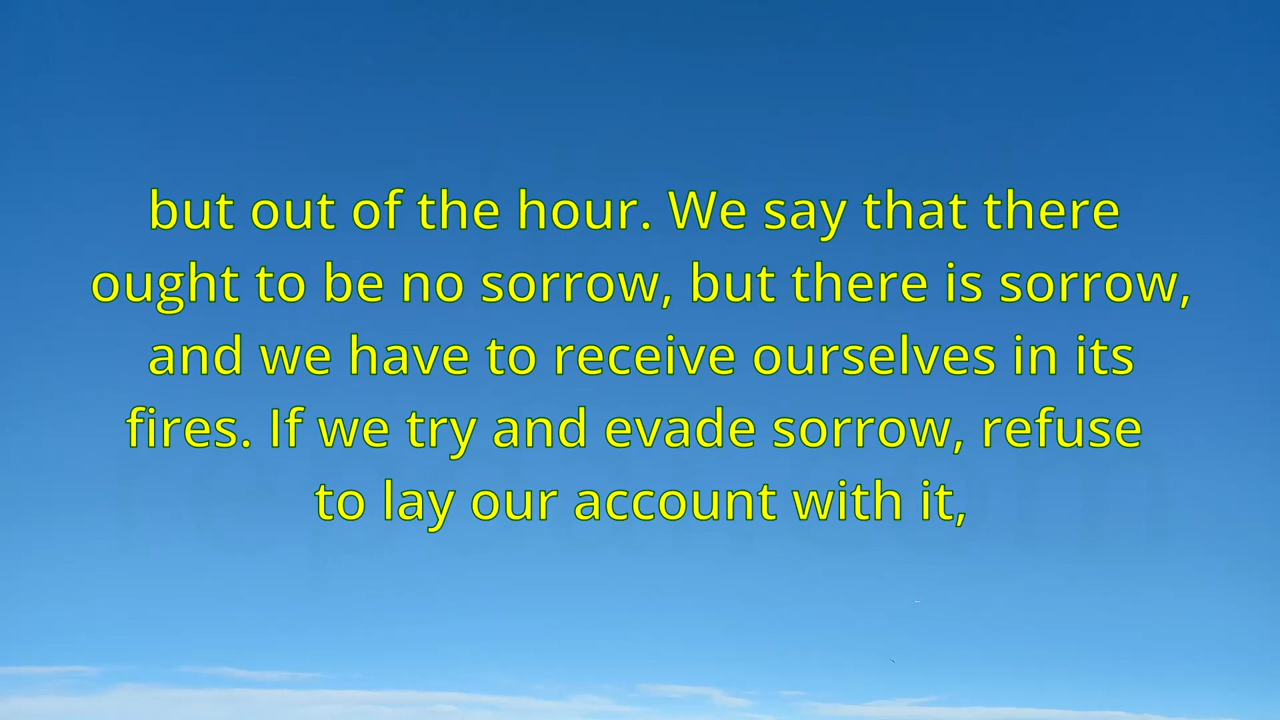 but out of the hour. We say that there
ought to be no sorrow, but there is sorrow,
and we have to receive ourselves in its
fires. If we try and evade sorrow, refuse
to lay our account with it,